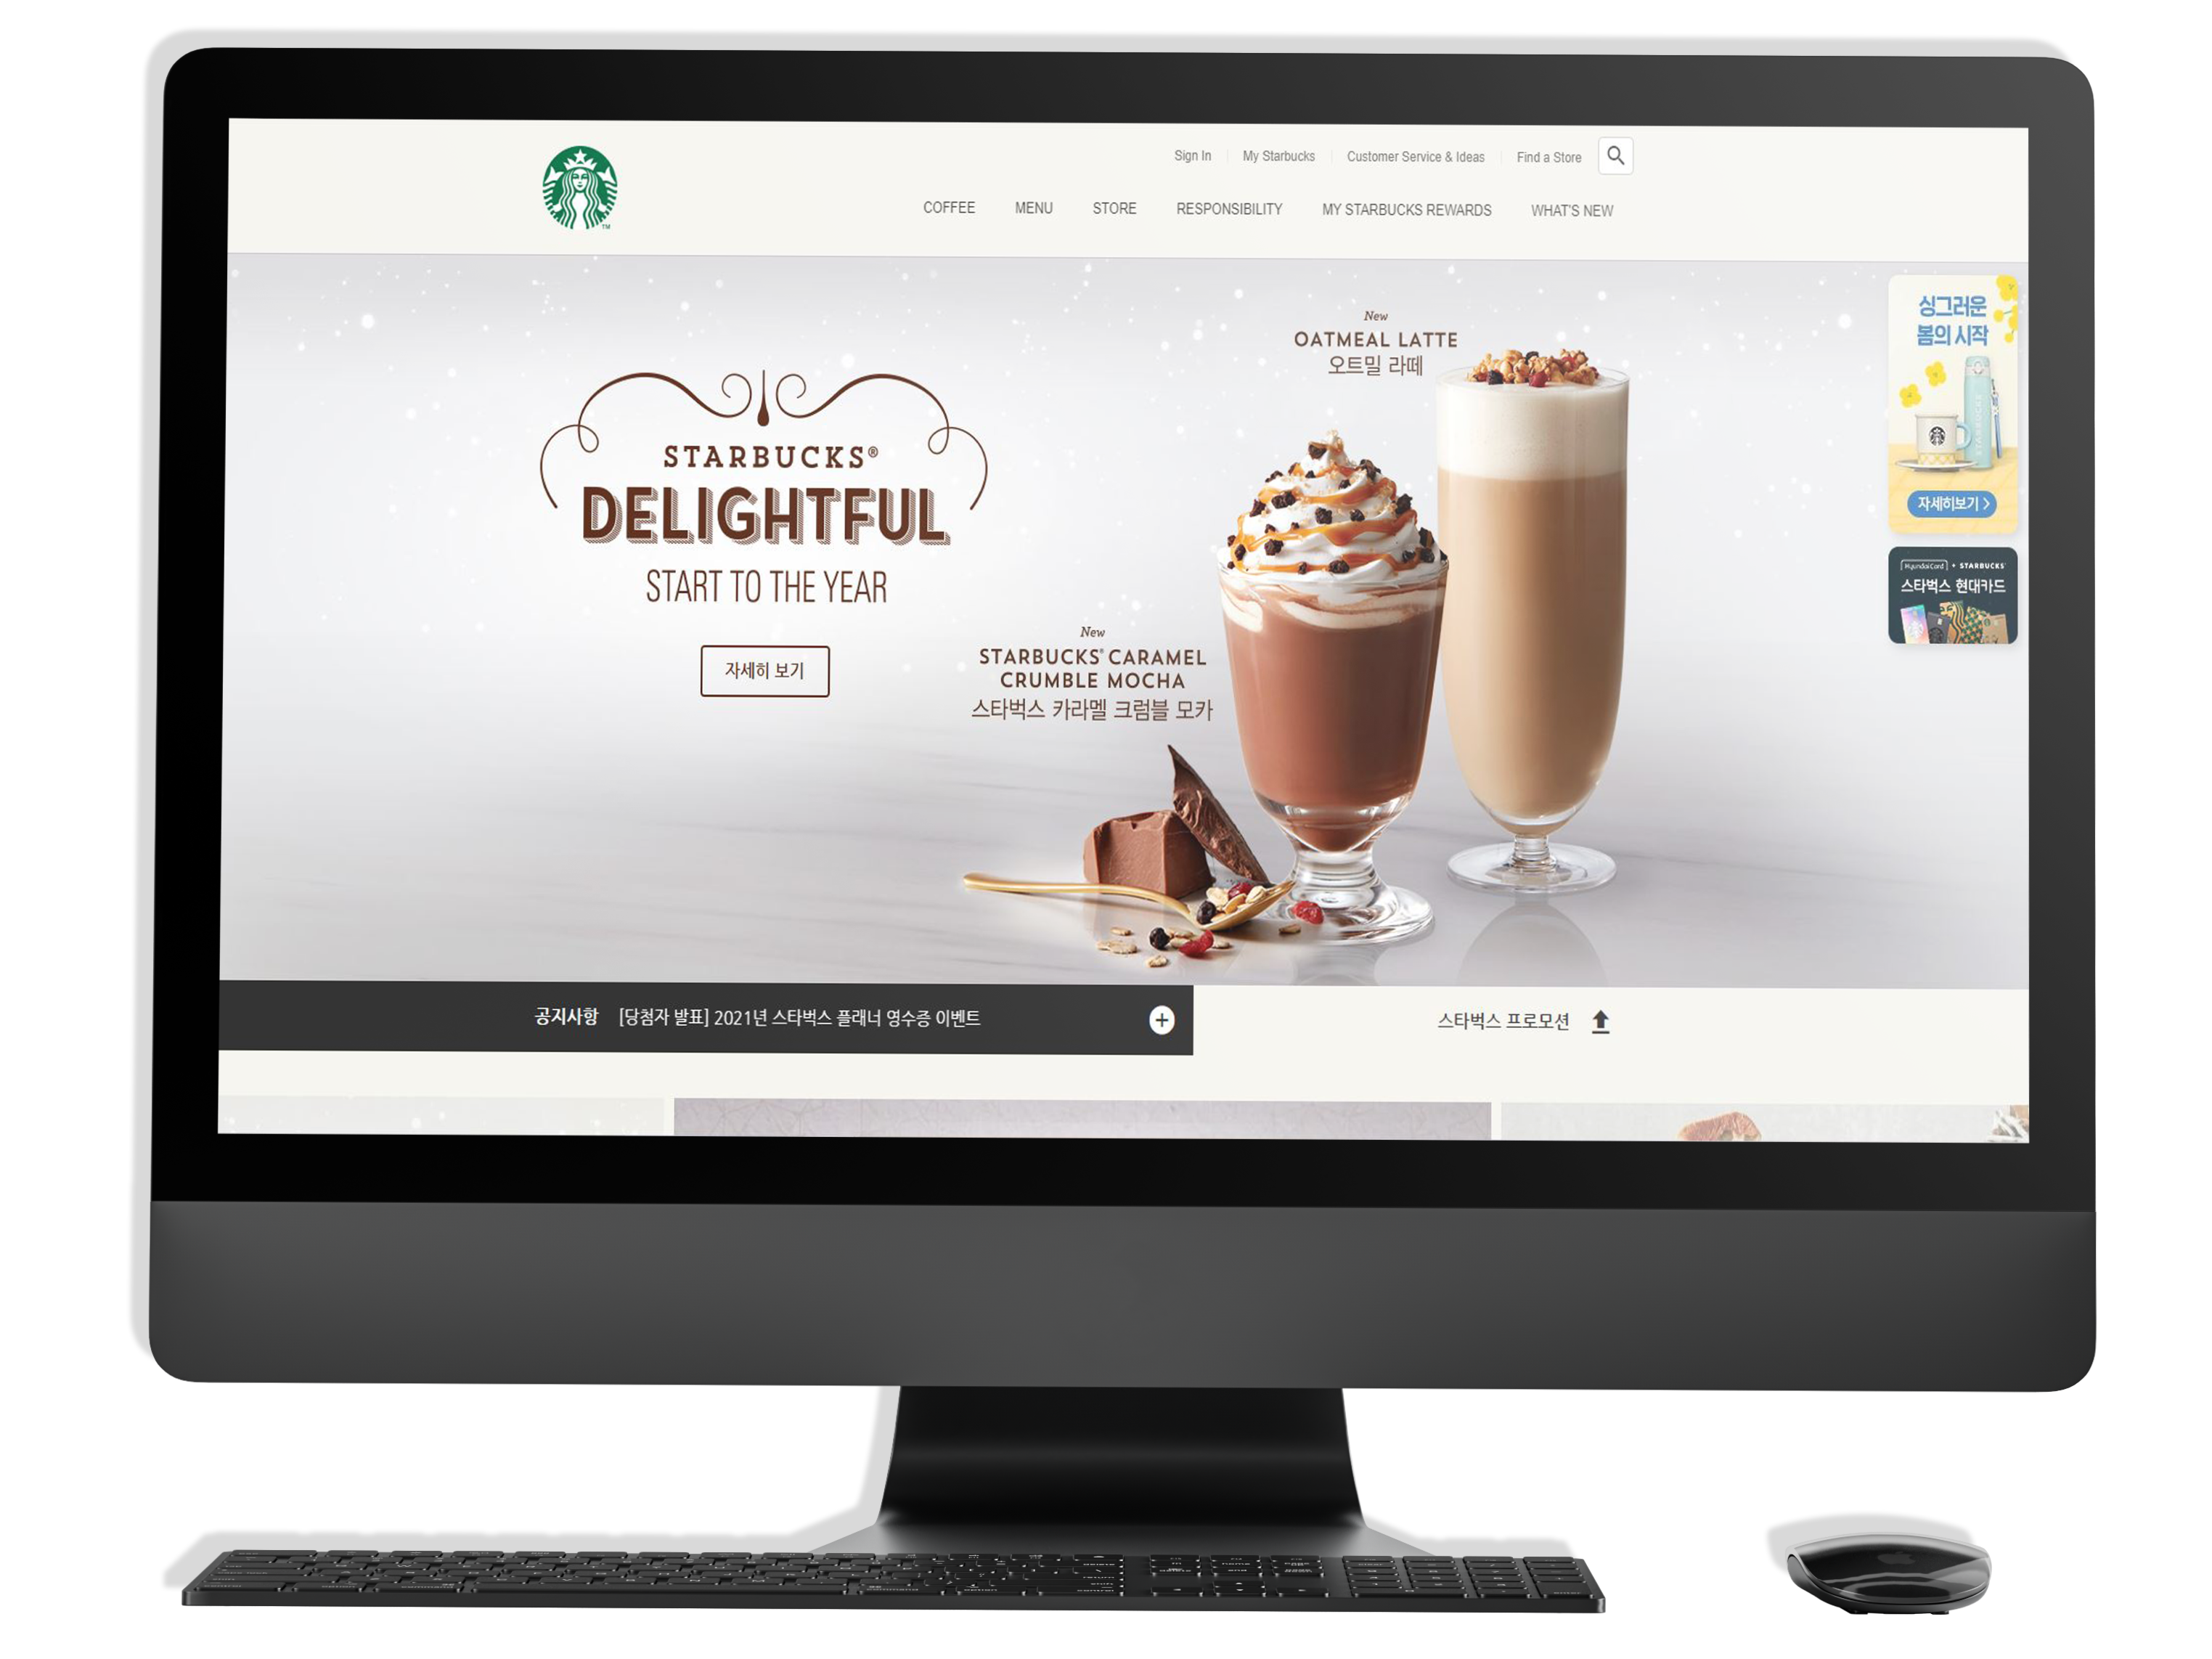 Sign In
My Starbucks
Customer Service & Ideas
Find a Store
COFFEE
MENU
STORE
RESPONSIBILITY
MY STARBUCKS REWARDS
WHAT'S NEW
TM
STARBUCKS®
DELIGHTFUL
START TO THE YEAR
자세히 보기
New
OATMEAL LATTE
오트밀 라떼
New
STARBUCKS® CARAMEL
CRUMBLE MOCHA
스타벅스 카라멜 크럼블 모카
싱그러운
봄의 시작
STARBUCKS
자세히보기 >
HyundaiCard + STARBUCKS
스타벅스 현대카드
공지사항 [당첨자 발표] 2021년 스타벅스 플래너 영수증 이벤트
스타벅스 프로모션